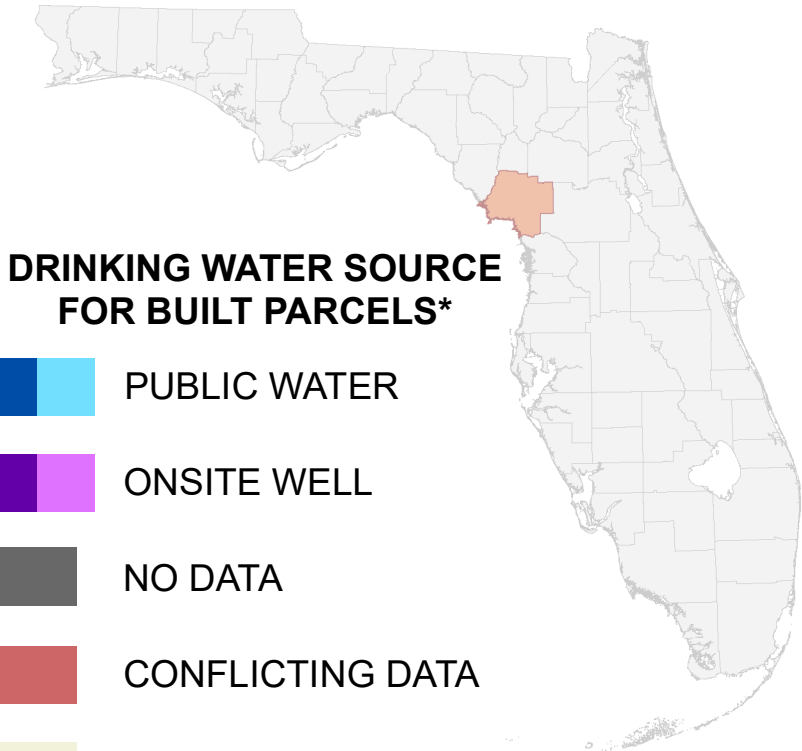 DRINKING WATER SOURCE
FOR BUILT PARCELS*
PUBLIC WATER
ONSITE WELL
NO DATA
CONFLICTING DATA